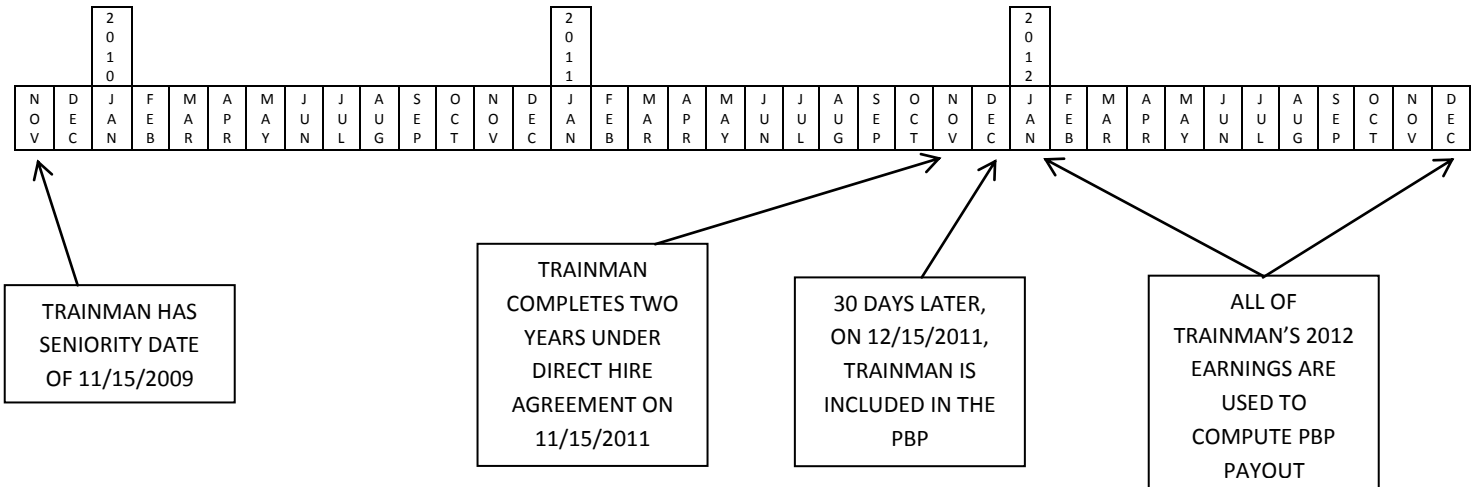 2010 2011 2012
NOV DEC JAN FEB MAR APR MAY JUN JUL AUG SEP OCT NOV DEC JAN FEB MAR APR MAY JUN JUL AUG SEP OCT NOV DEC JAN FEB MAR APR MAY JUN JUL AUG SEP OCT NOV DEC
TRAINMAN HAS
SENIORITY DATE
OF 11/15/2009
TRAINMAN
COMPLETES TWO
YEARS UNDER
DIRECT HIRE
AGREEMENT ON
11/15/2011
30 DAYS LATER,
ON 12/15/2011,
TRAINMAN IS
INCLUDED IN THE
PBP
ALL OF
TRAINMAN’S 2012
EARNINGS ARE
USED TO
COMPUTE PBP
PAYOUT